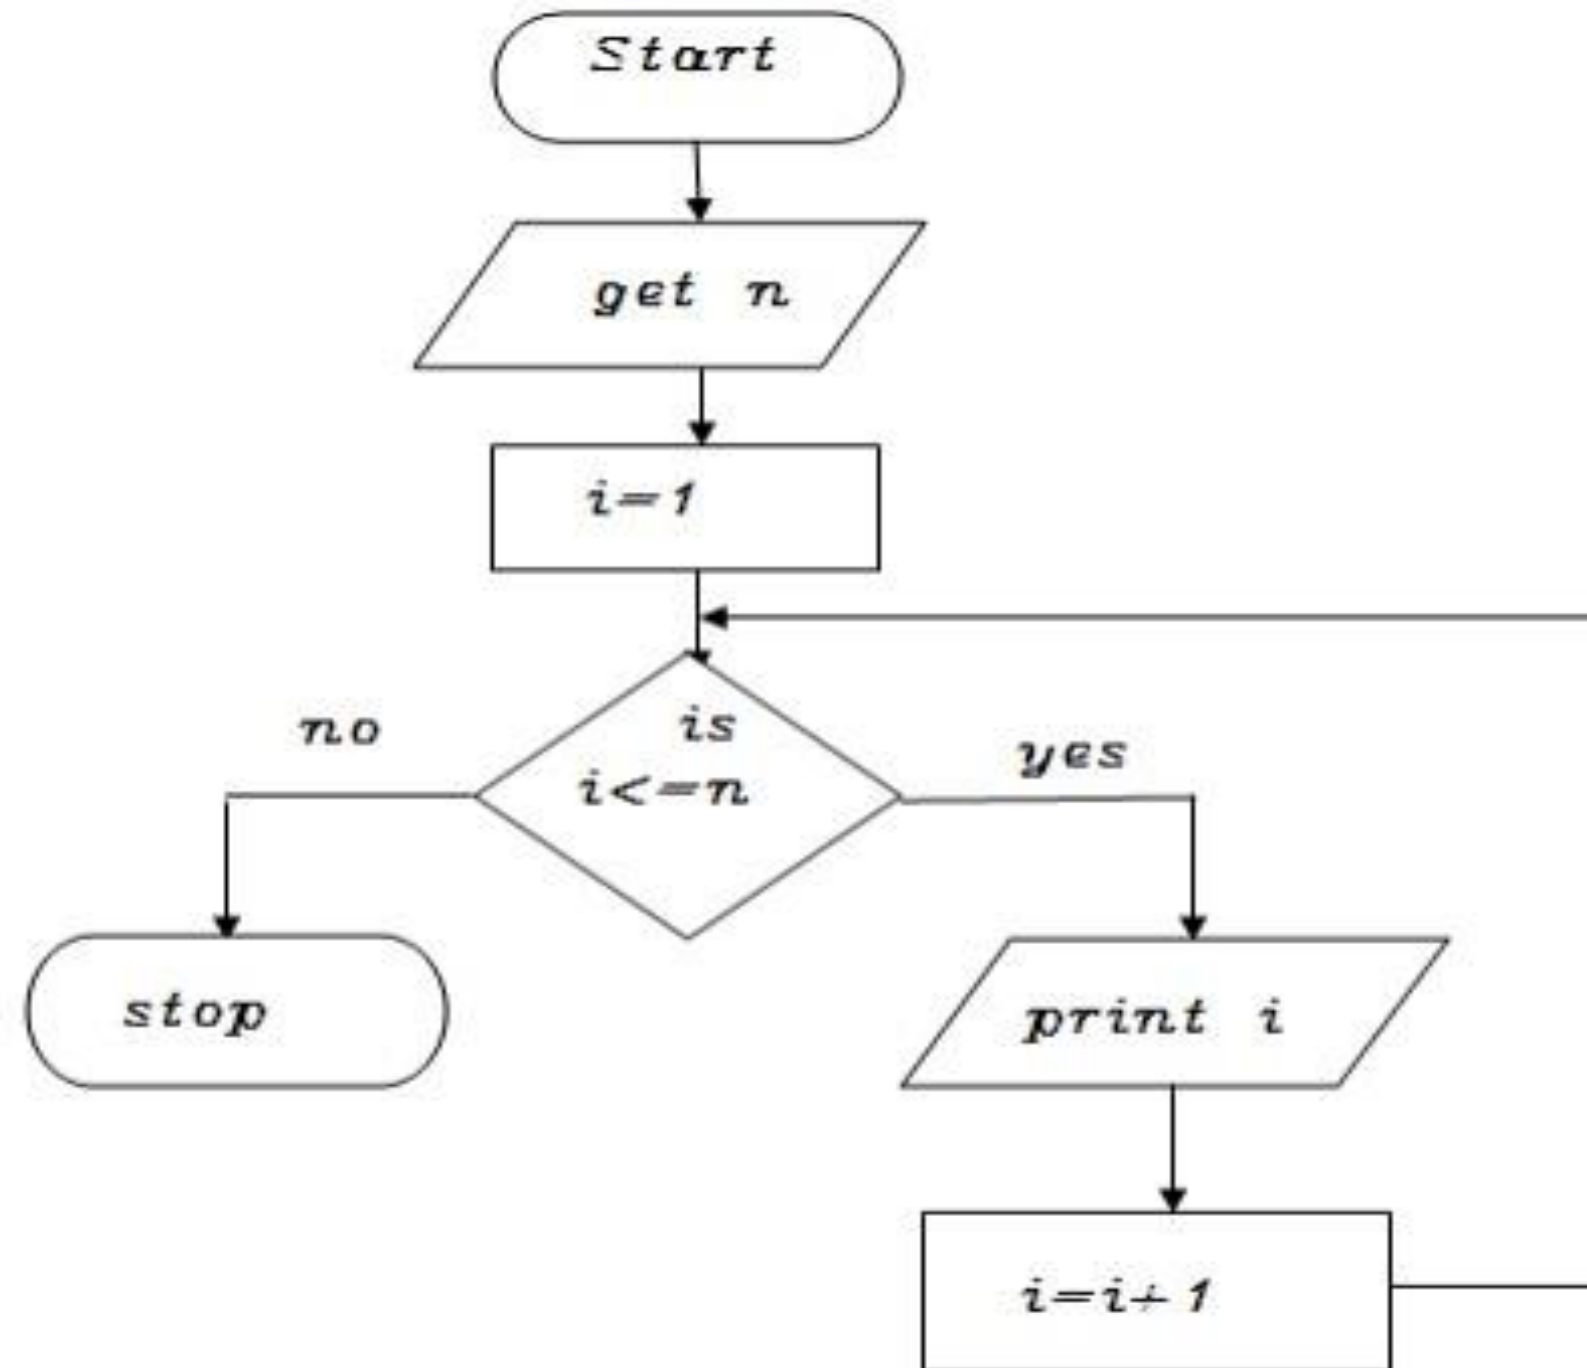 Start
get n
i=1
is
i<=n
no
yes
stop
print i
i=i+1